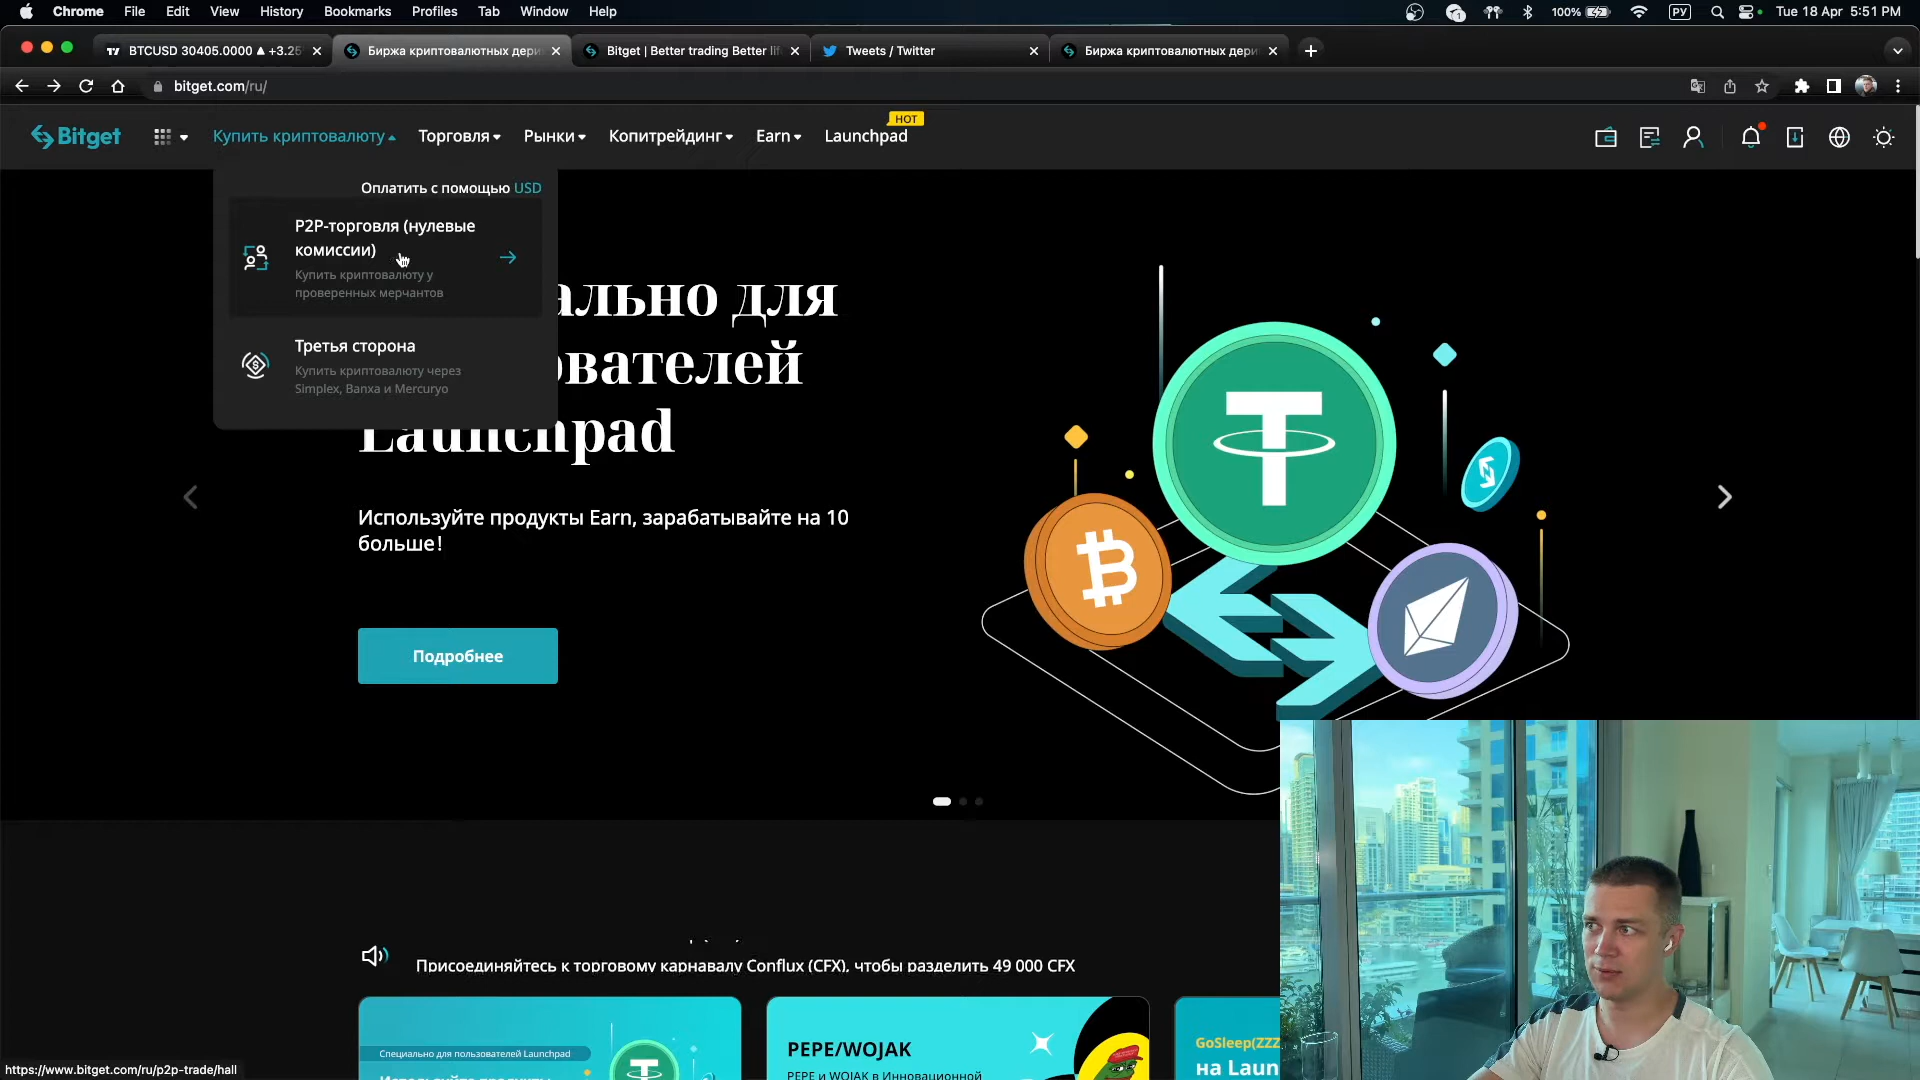 Chrome File Edit View History Bookmarks Profiles Tab Window Help
100% РУ Tue 18 Apr 5:51 PM
BTCUSD 30405.0000 ▲ +3.25
Биржа криптовалютных дери
Bitget | Better trading Better li
Tweets / Twitter
Биржа криптовалютных дери
bitget.com/ru/
Bitget
Купить криптовалюту
Торговля
Рынки
Копитрейдинг
Earn
Launchpad
HOT
Оплатить с помощью USD
P2P-торговля (нулевые
комиссии)
Купить криптовалюту у
проверенных мерчантов
Третья сторона
Купить криптовалюту через
Simplex, Banxa и Mercuryo
ально для
ователей
Launchpad
Используйте продукты Earn, зарабатывайте на 10
больше!
Подробнее
Присоединяйтесь к торговому карнавалу Conflux (CFX), чтобы разделить 49 000 CFX
Специально для пользователей Launchpad
PEPE/WOJAK
PEPE и WOJAK в Инновационной
GoSleep(ZZZ
на Laun
https://www.bitget.com/ru/p2p-trade/hall